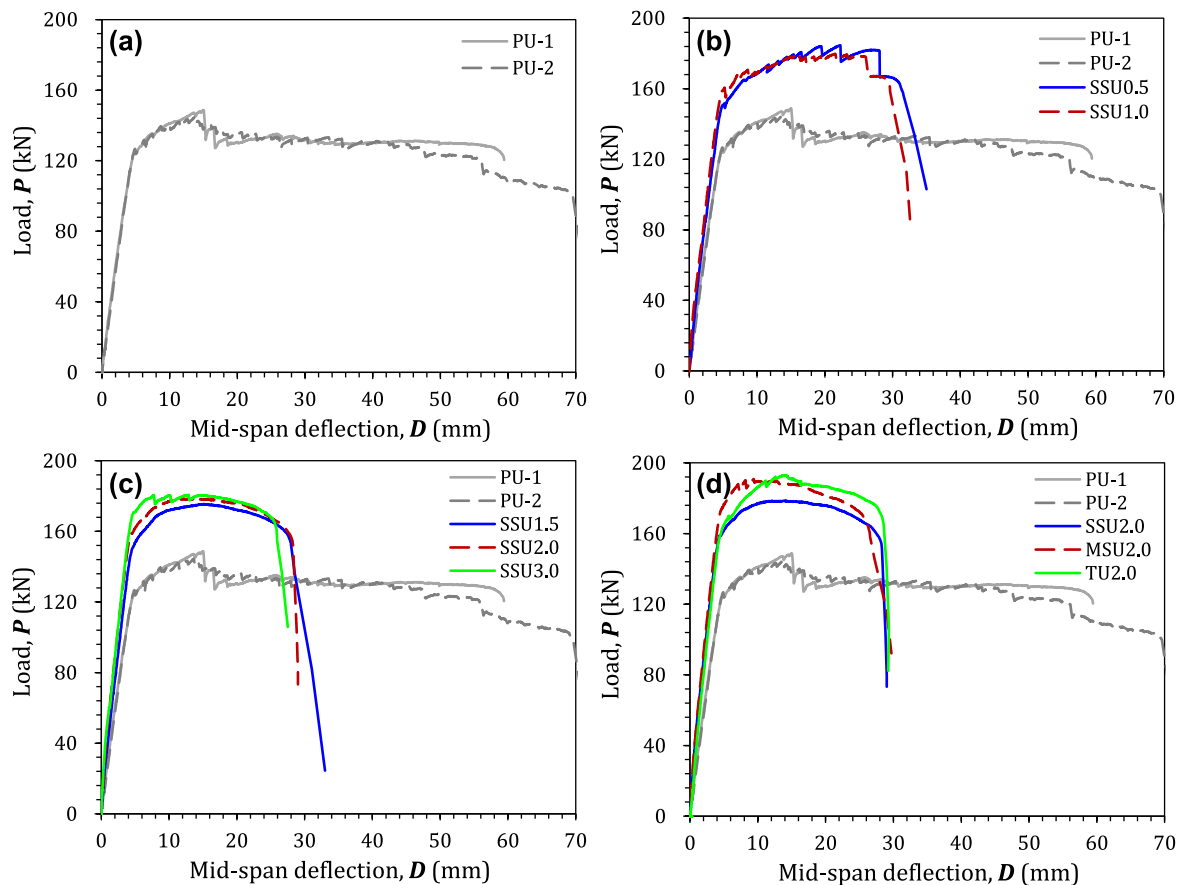 (a)
PU-1
PU-2
200
160
120
80
40
0
Load, P (kN)
0 10 20 30 40 50 60 70
Mid-span deflection, D (mm)
(b)
PU-1
PU-2
SSU0.5
SSU1.0
200
160
120
80
40
0
Load, P (kN)
0 10 20 30 40 50 60 70
Mid-span deflection, D (mm)
(c)
PU-1
PU-2
SSU1.5
SSU2.0
SSU3.0
200
160
120
80
40
0
Load, P (kN)
0 10 20 30 40 50 60 70
Mid-span deflection, D (mm)
(d)
PU-1
PU-2
SSU2.0
MSU2.0
TU2.0
200
160
120
80
40
0
Load, P (kN)
0 10 20 30 40 50 60 70
Mid-span deflection, D (mm)